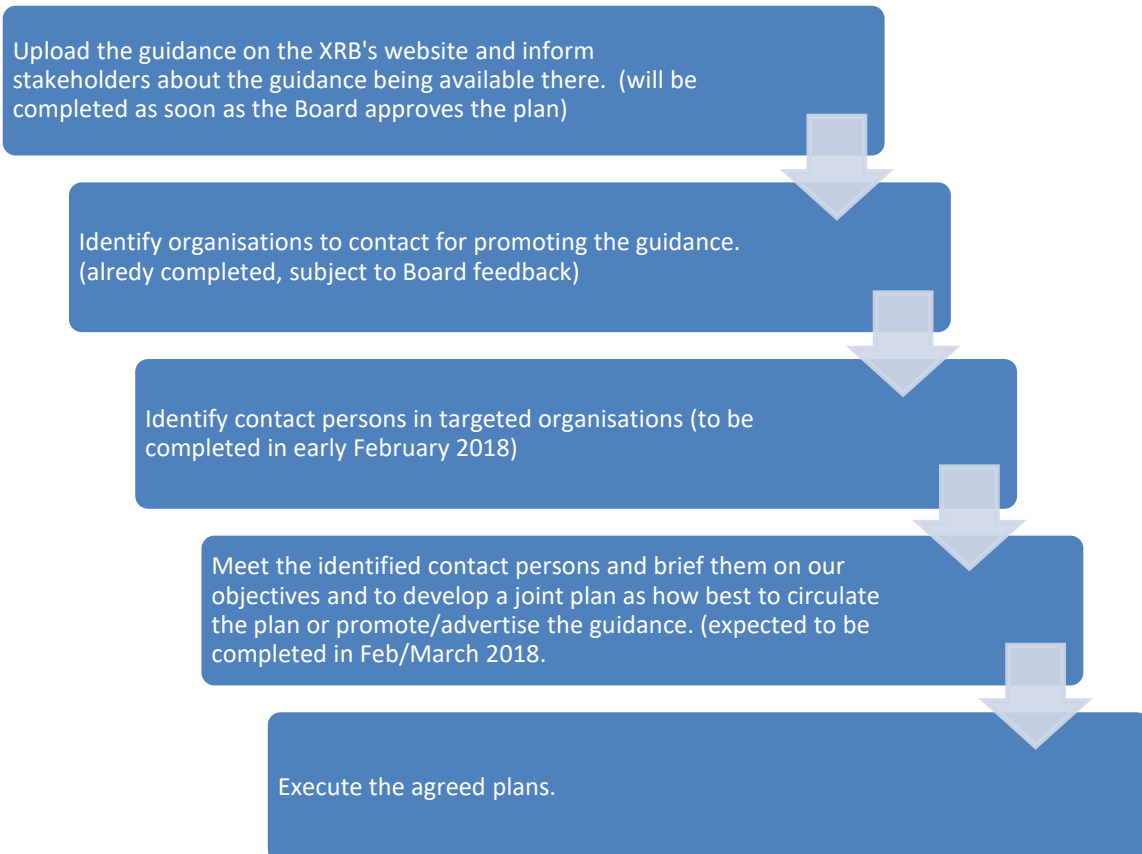 Upload the guidance on the XRB's website and inform
stakeholders about the guidance being available there.  (will be
completed as soon as the Board approves the plan)
Identify organisations to contact for promoting the guidance.
(alredy completed, subject to Board feedback)
Identify contact persons in targeted organisations (to be
completed in early February 2018)
Meet the identified contact persons and brief them on our
objectives and to develop a joint plan as how best to circulate
the plan or promote/advertise the guidance. (expected to be
completed in Feb/March 2018.
Execute the agreed plans.